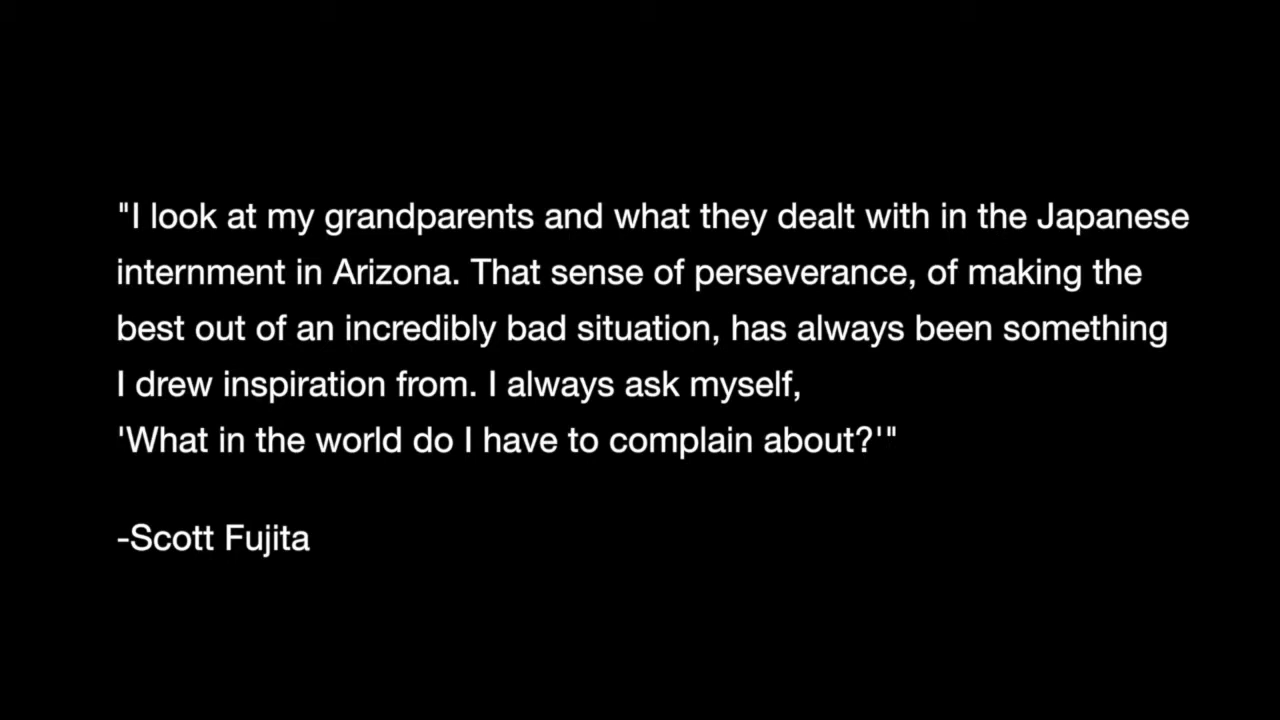 "I look at my grandparents and what they dealt with in the Japanese
internment in Arizona. That sense of perseverance, of making the
best out of an incredibly bad situation, has always been something
I drew inspiration from. I always ask myself,
'What in the world do I have to complain about?'"
-Scott Fujita